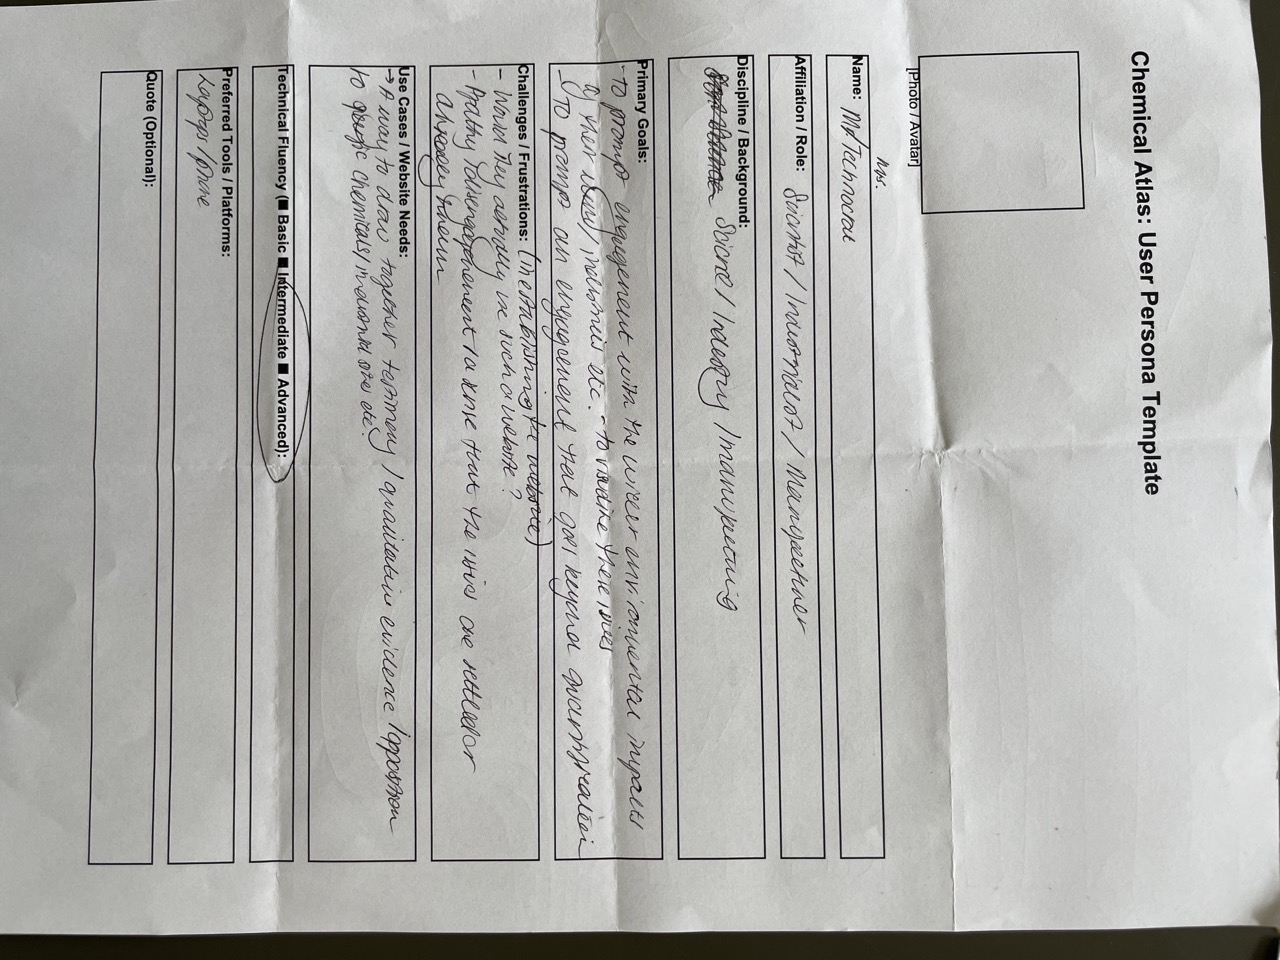 Chemical Atlas: User Persona Template
[Photo / Avatar]
Mrs.
Name: Mr/Technocrat
Affiliation / Role: Scientist / Industrialist / Manufacturer
Discipline / Background:
Science / Industry / manufacturing
Primary Goals:
- To prompt engagement with the wider environmental impacts
of their / industries etc. - to visualise these issues
- To prompt an engagement that goes beyond quantification
Challenges / Frustrations: (in establishing the website)
- Would they actually use such a website?
- Apathy / disengagement / a sense that the issues are settled or
already known
Use Cases / Website Needs:
→ A way to draw together testimony / qualitative evidence / opposition
to specific chemicals / industrial sites etc.
Technical Fluency (■ Basic ■ Intermediate ■ Advanced):
Preferred Tools / Platforms:
Laptops / phone
Quote (Optional):